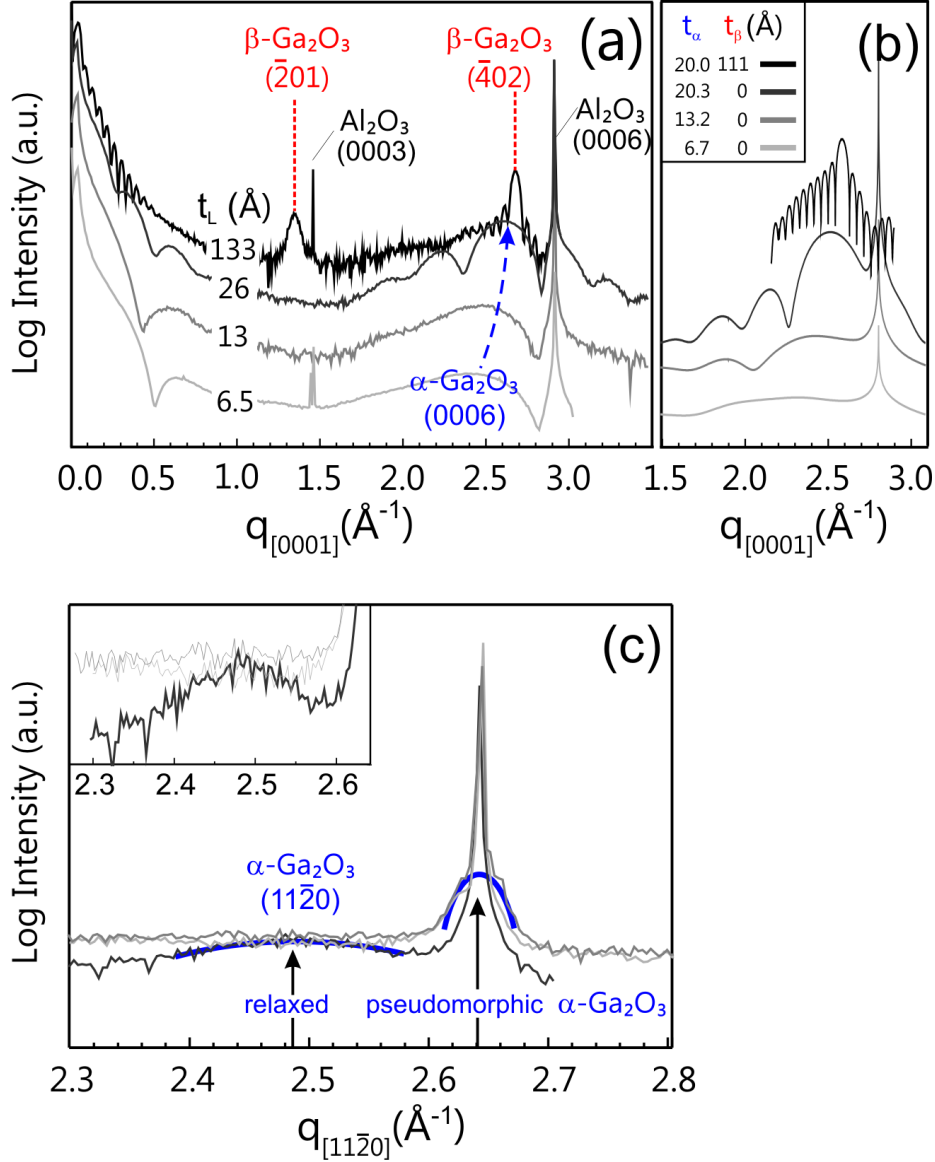 (a)
β-Ga₂O₃
(2̄01)
β-Ga₂O₃
(4̄02)
Al₂O₃
(0003)
Al₂O₃
(0006)
t_L (Å)
133
26
13
6.5
α-Ga₂O₃
(0006)
Log Intensity (a.u.)
0.0 0.5 1.0 1.5 2.0 2.5 3.0
q[0001](Å⁻¹)
(b)
t_α t_β (Å)
20.0 111
20.3 0
13.2 0
6.7 0
1.5 2.0 2.5 3.0
q[0001](Å⁻¹)
(c)
2.3 2.4 2.5 2.6
α-Ga₂O₃
(112̄0)
relaxed
pseudomorphic α-Ga₂O₃
Log Intensity (a.u.)
2.3 2.4 2.5 2.6 2.7 2.8
q[112̄0](Å⁻¹)